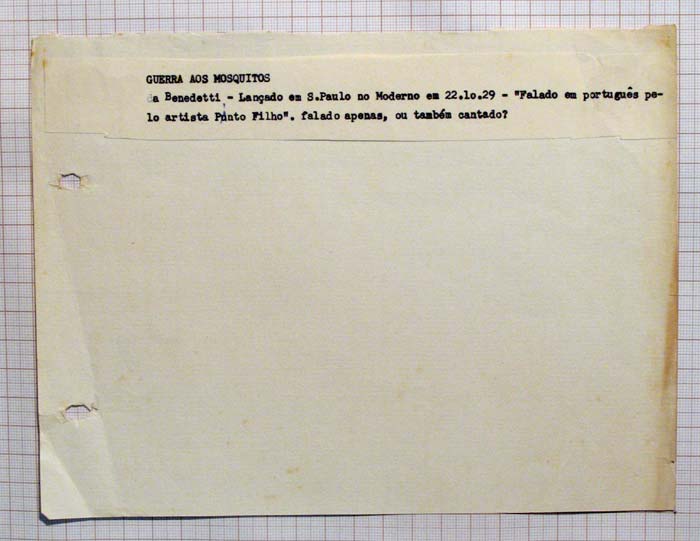 GUERRA AOS MOSQUITOS
da Benedetti - Lançado em S.Paulo no Moderno em 22.10.29 - "Falado em português pe-
lo artista Pinto Filho". falado apenas, ou também cantado?